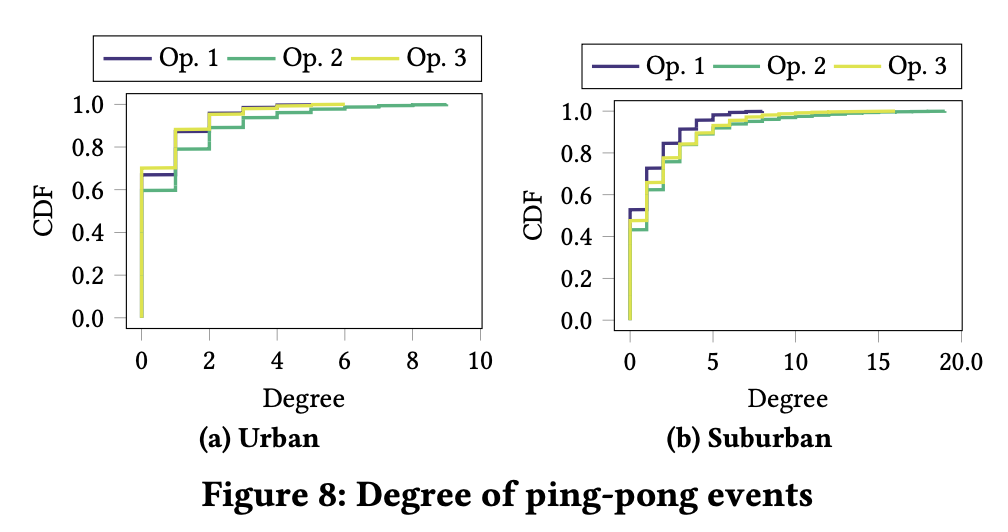 Op. 1 Op. 2 Op. 3
1.0
0.8
0.6
0.4
0.2
0.0
CDF
0 2 4 6 8 10
Degree
(a) Urban
Op. 1 Op. 2 Op. 3
1.0
0.8
0.6
0.4
0.2
0.0
CDF
0 5 10 15 20.0
Degree
(b) Suburban
Figure 8: Degree of ping-pong events